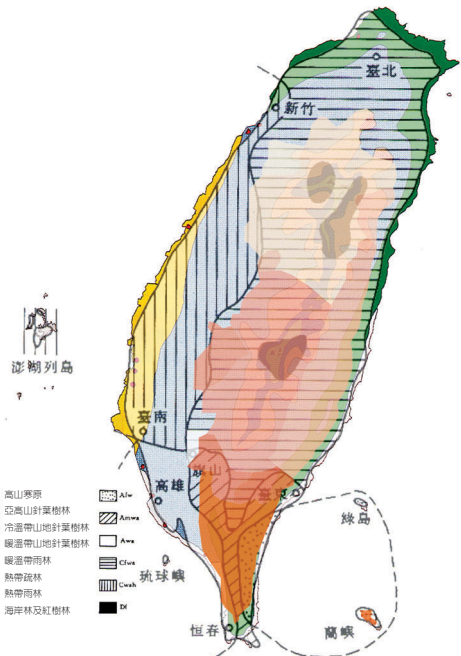 臺北
新竹
澎湖列島
臺南
高雄
臺東
綠島
琉球嶼
恒春
蘭嶼
高山寒原
亞高山針葉樹林
冷溫帶山地針葉樹林
暖溫帶山地針葉樹林
暖溫帶雨林
熱帶疏林
熱帶雨林
海岸林及紅樹林
Afw
Amwa
Awa
Cfwa
Cwah
Df